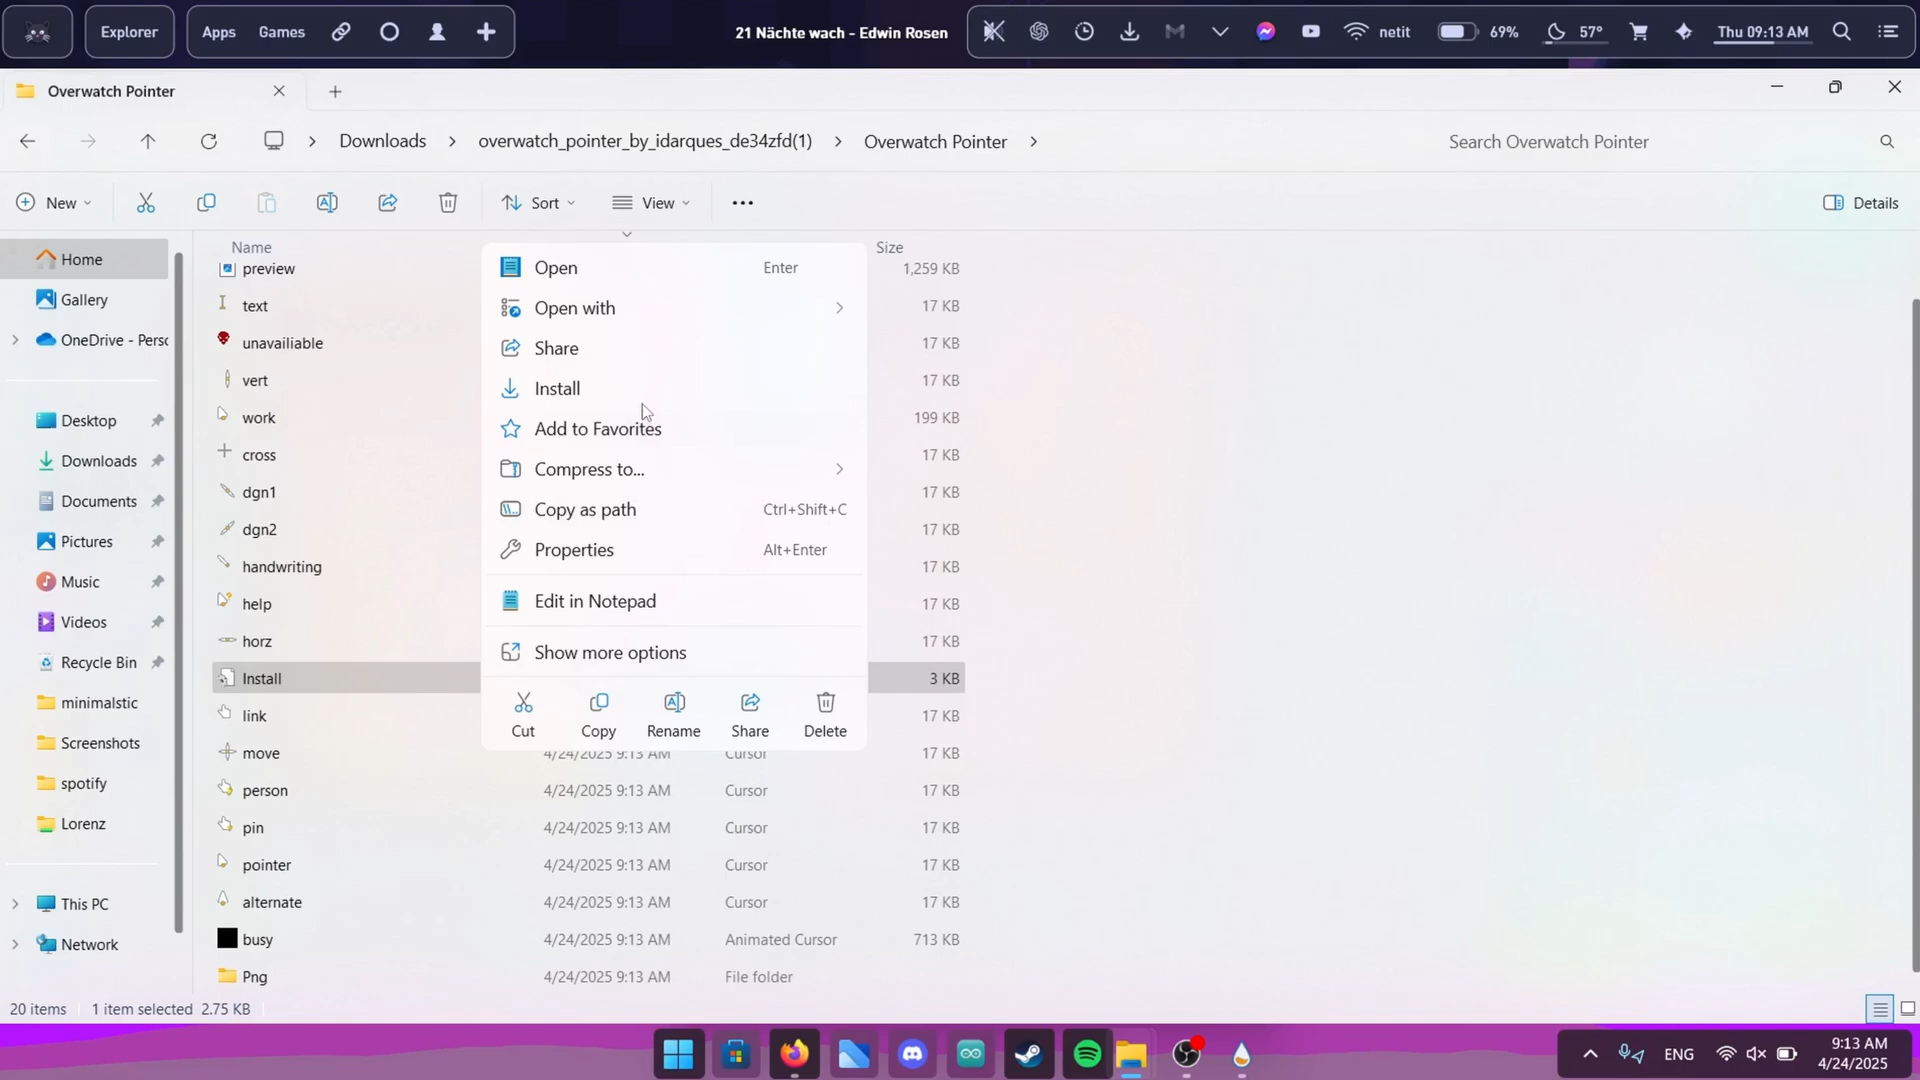 Explorer
Apps Games
21 Nächte wach - Edwin Rosen
netit 69% 57° Thu 09:13 AM
Overwatch Pointer
Downloads overwatch_pointer_by_idarques_de34zfd(1) Overwatch Pointer Search Overwatch Pointer
New Sort View Details
Home
Gallery
OneDrive - Persc
Desktop
Downloads
Documents
Pictures
Music
Videos
Recycle Bin
minimalstic
Screenshots
spotify
Lorenz
This PC
Network
Name Size
preview 1,259 KB
text 17 KB
unavailiable 17 KB
vert 17 KB
work 199 KB
cross 17 KB
dgn1 17 KB
dgn2 17 KB
handwriting 17 KB
help 17 KB
horz 17 KB
Install 3 KB
link 17 KB
move 4/24/2025 9:13 AM Cursor 17 KB
person 4/24/2025 9:13 AM Cursor 17 KB
pin 4/24/2025 9:13 AM Cursor 17 KB
pointer 4/24/2025 9:13 AM Cursor 17 KB
alternate 4/24/2025 9:13 AM Cursor 17 KB
busy 4/24/2025 9:13 AM Animated Cursor 713 KB
Png 4/24/2025 9:13 AM File folder
Open Enter
Open with
Share
Install
Add to Favorites
Compress to...
Copy as path Ctrl+Shift+C
Properties Alt+Enter
Edit in Notepad
Show more options
Cut Copy Rename Share Delete
20 items 1 item selected 2.75 KB
ENG 9:13 AM
4/24/2025